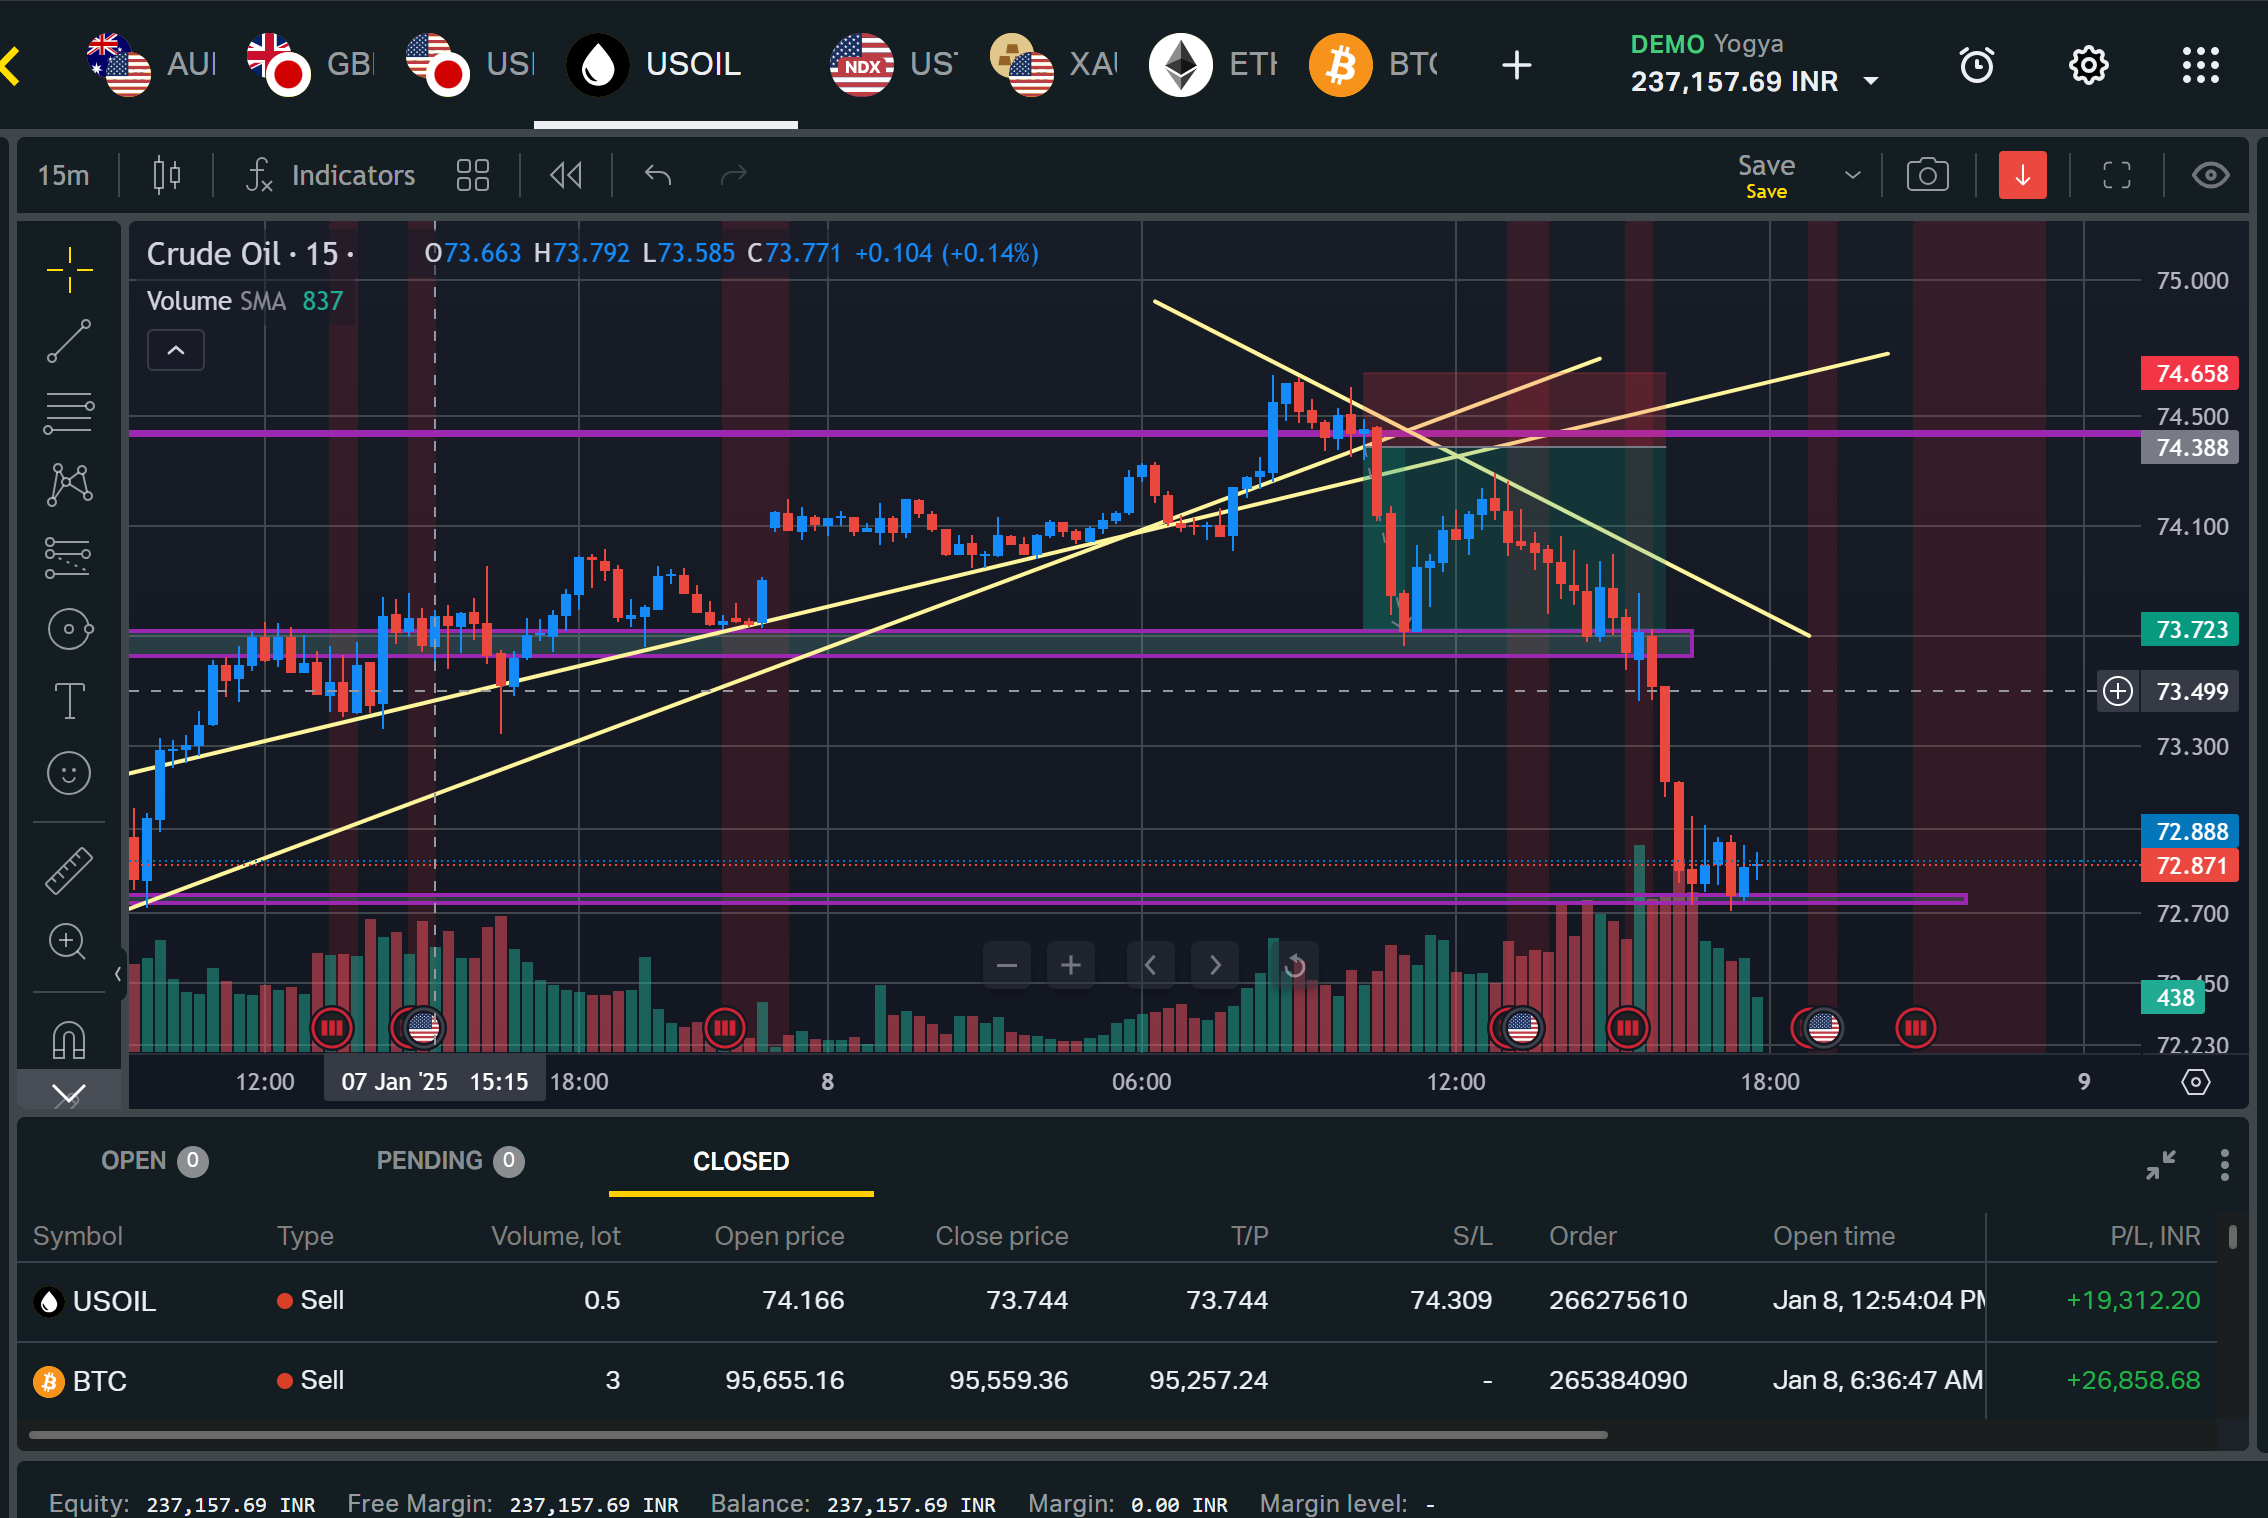 AUI GBI USI USOIL NDX UST XAU ETH BTC DEMO Yogya
237,157.69 INR
15m Indicators Save
Save
Crude Oil · 15 · O73.663 H73.792 L73.585 C73.771 +0.104 (+0.14%)
Volume SMA 837
75.000
74.658
74.500
74.388
74.100
73.723
73.499
73.300
72.888
72.871
72.700
438
72.230
12:00 07 Jan '25 15:15 18:00 8 06:00 12:00 18:00 9
OPEN 0 PENDING 0 CLOSED
Symbol Type Volume, lot Open price Close price T/P S/L Order Open time P/L, INR
USOIL Sell 0.5 74.166 73.744 73.744 74.309 266275610 Jan 8, 12:54:04 PM +19,312.20
BTC Sell 3 95,655.16 95,559.36 95,257.24 - 265384090 Jan 8, 6:36:47 AM +26,858.68
Equity: 237,157.69 INR Free Margin: 237,157.69 INR Balance: 237,157.69 INR Margin: 0.00 INR Margin level: -